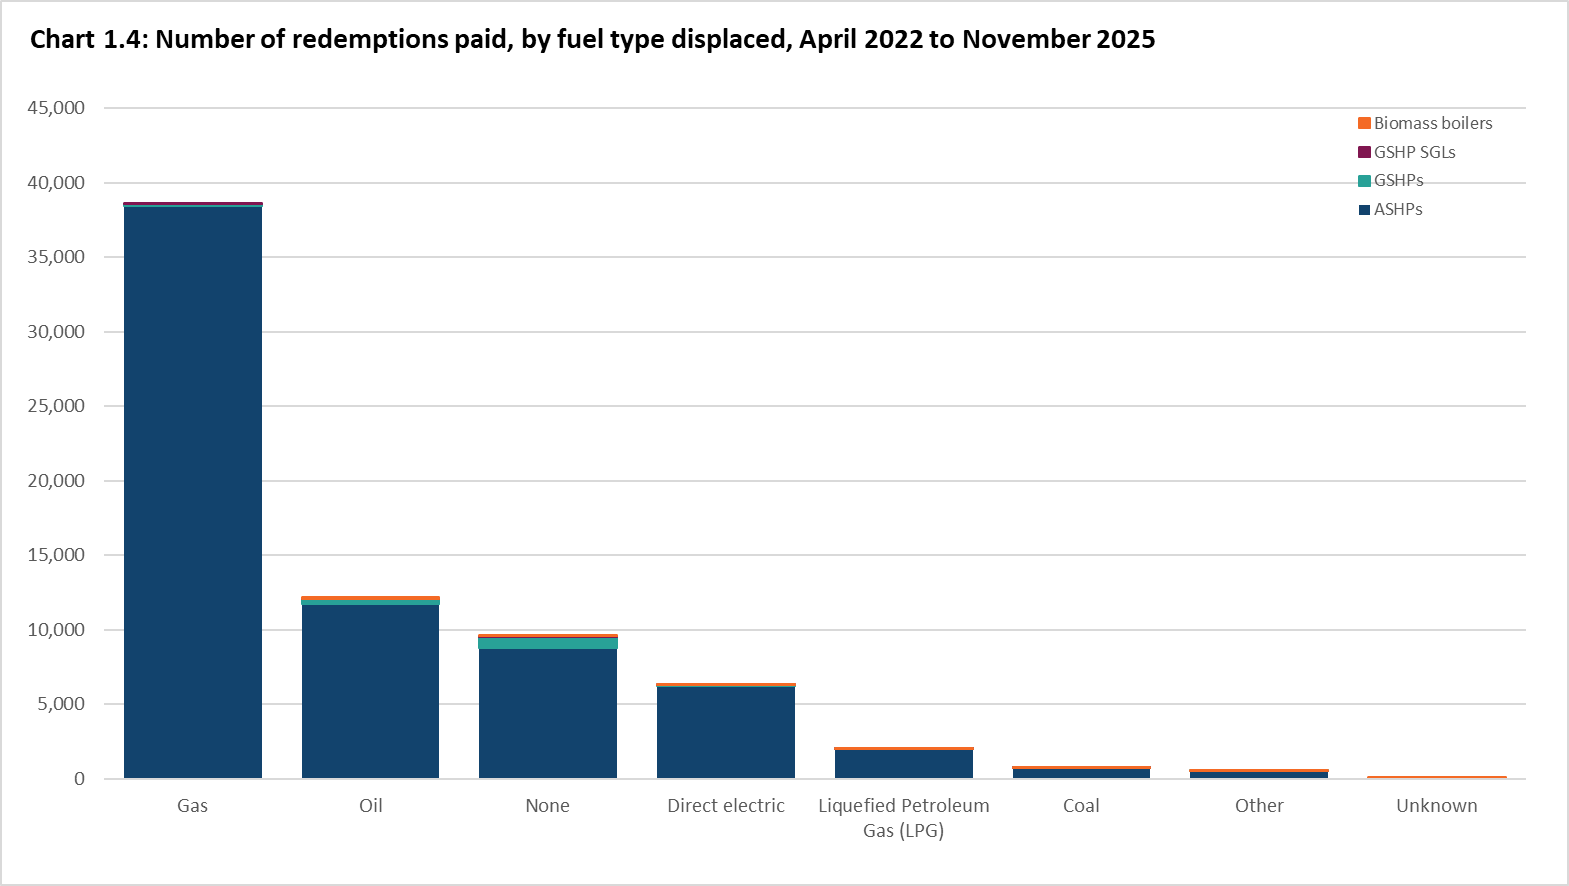 Chart 1.4: Number of redemptions paid, by fuel type displaced, April 2022 to November 2025
45,000
40,000
35,000
30,000
25,000
20,000
15,000
10,000
5,000
0
Biomass boilers
GSHP SGLs
GSHPs
ASHPs
Gas
Oil
None
Direct electric
Liquefied Petroleum
Gas (LPG)
Coal
Other
Unknown